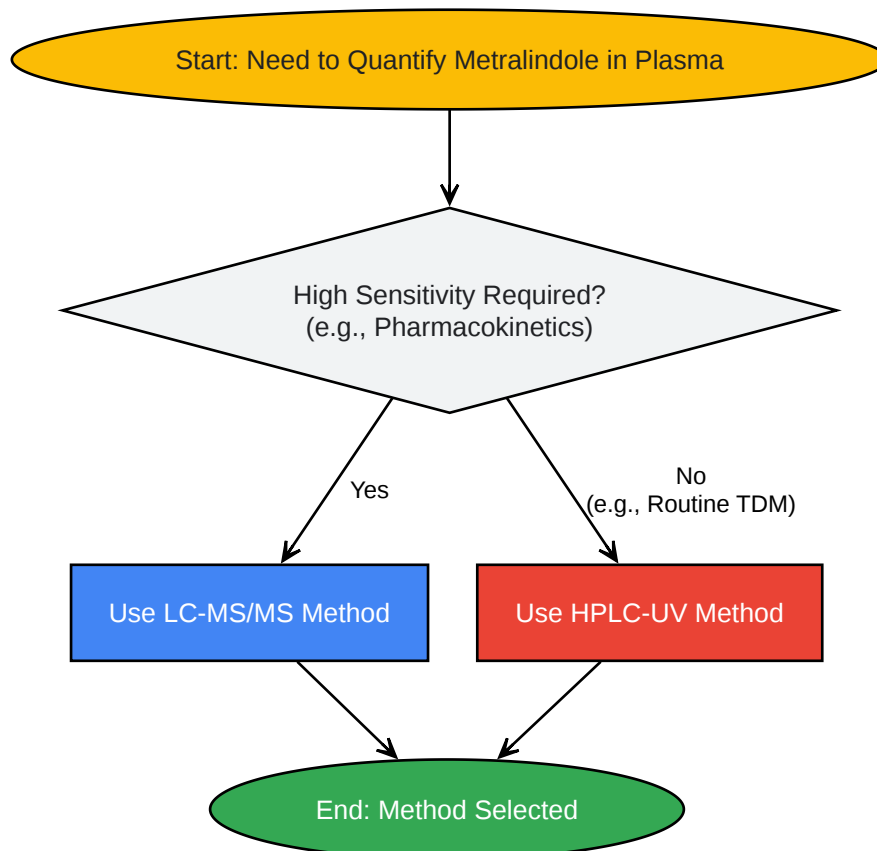 Start: Need to Quantify Metralindole in Plasma
High Sensitivity Required?
(e.g., Pharmacokinetics)
Yes
No
(e.g., Routine TDM)
Use LC-MS/MS Method
Use HPLC-UV Method
End: Method Selected